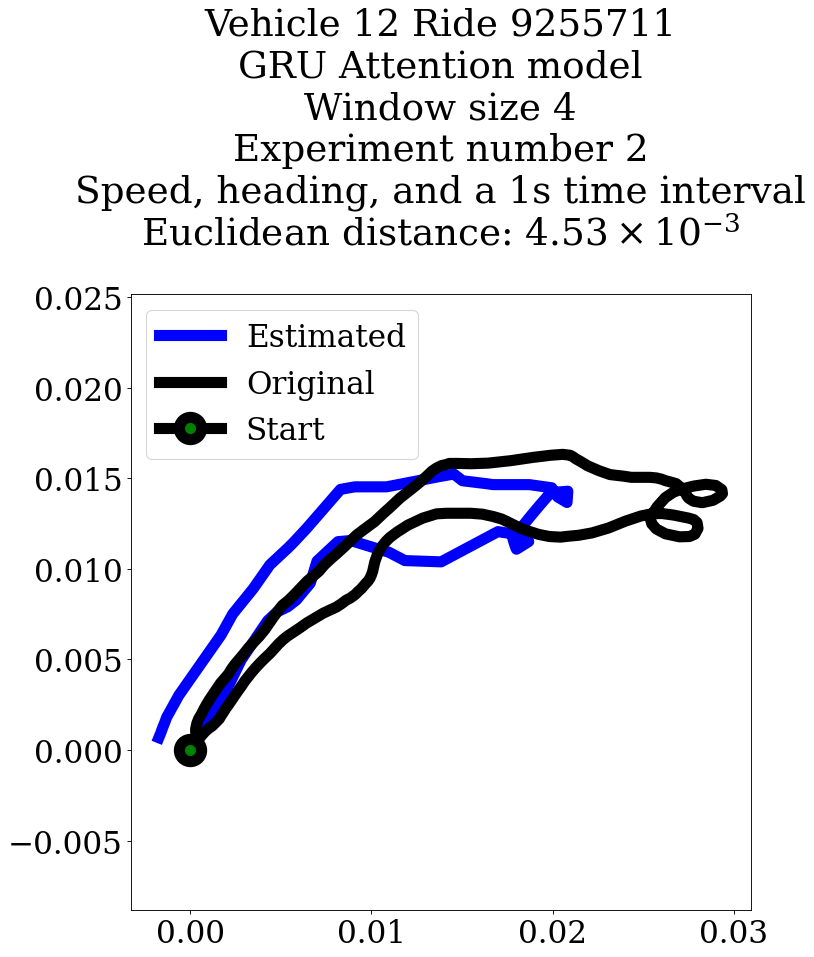 Vehicle 12 Ride 9255711
GRU Attention model
Window size 4
Experiment number 2
Speed, heading, and a 1s time interval
Euclidean distance: 4.53 × 10⁻³
0.025
0.020
0.015
0.010
0.005
0.000
−0.005
Estimated
Original
Start
0.00 0.01 0.02 0.03